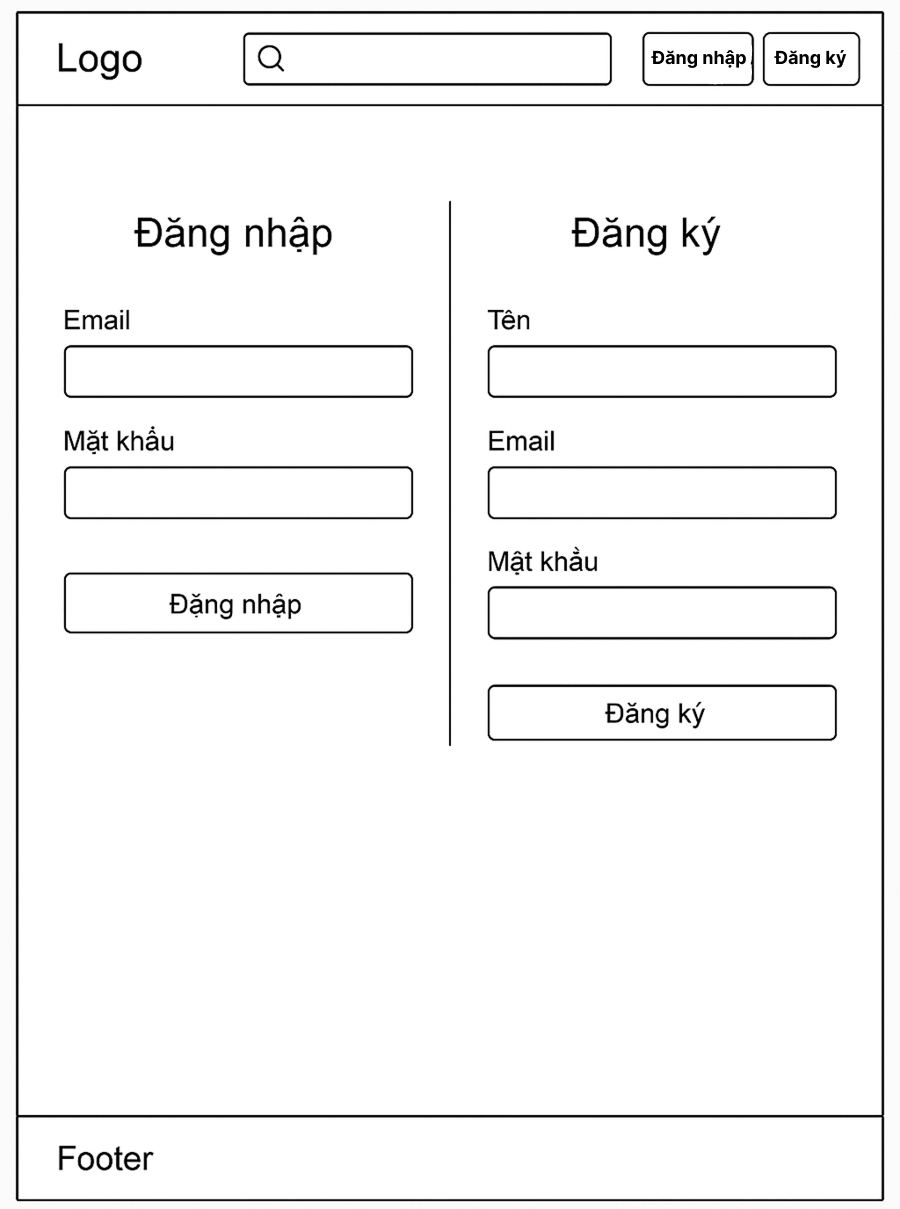 Logo
Đăng nhập
Đăng ký
Đăng nhập
Email
Mặt khẩu
Đặng nhập
Đăng ký
Tên
Email
Mật khằu
Đăng ký
Footer